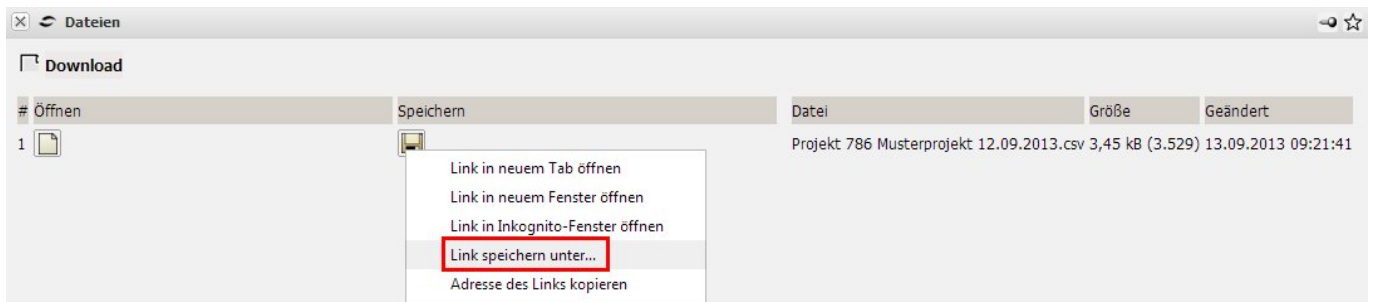 Dateien
Download
# Öffnen Speichern Datei Größe Geändert
1 Projekt 786 Musterprojekt 12.09.2013.csv 3,45 kB (3.529) 13.09.2013 09:21:41
Link in neuem Tab öffnen
Link in neuem Fenster öffnen
Link in Inkognito-Fenster öffnen
Link speichern unter...
Adresse des Links kopieren